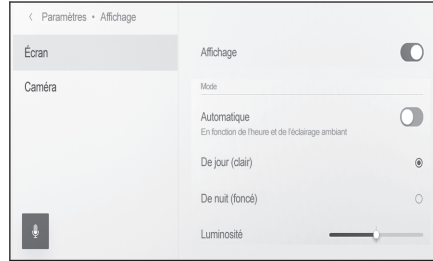 < Paramètres • Affichage
Écran
Caméra
Affichage
Mode
Automatique
En fonction de l'heure et de l'éclairage ambiant
De jour (clair)
De nuit (foncé)
Luminosité